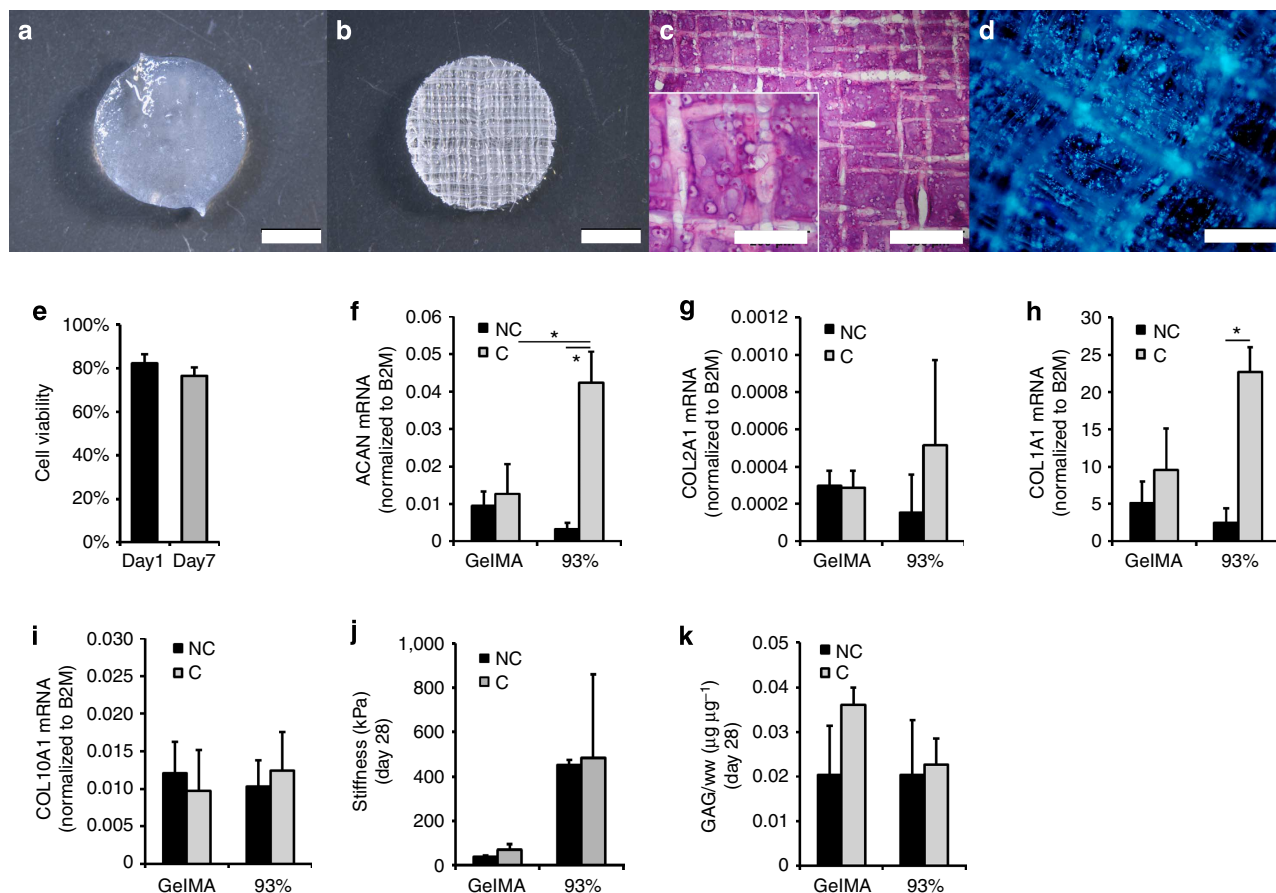 a
b
c
d
e
100%
80%
60%
40%
20%
0%
Cell viability
Day1 Day7
f
0.06
0.05
0.04
0.03
0.02
0.01
0
ACAN mRNA
(normalized to B2M)
NC
C
*
*
GelMA 93%
g
0.0012
0.0010
0.0008
0.0006
0.0004
0.0002
0
COL2A1 mRNA
(normalized to B2M)
NC
C
GelMA 93%
h
30
25
20
15
10
5
0
COL1A1 mRNA
(normalized to B2M)
NC
C
*
GelMA 93%
i
0.030
0.025
0.020
0.015
0.010
0.005
0
COL10A1 mRNA
(normalized to B2M)
NC
C
GelMA 93%
j
1,000
800
600
400
200
0
Stiffness (kPa)
(day 28)
NC
C
GelMA 93%
k
0.05
0.04
0.03
0.02
0.01
0
GAG/ww (µg µg⁻¹)
(day 28)
NC
C
GelMA 93%